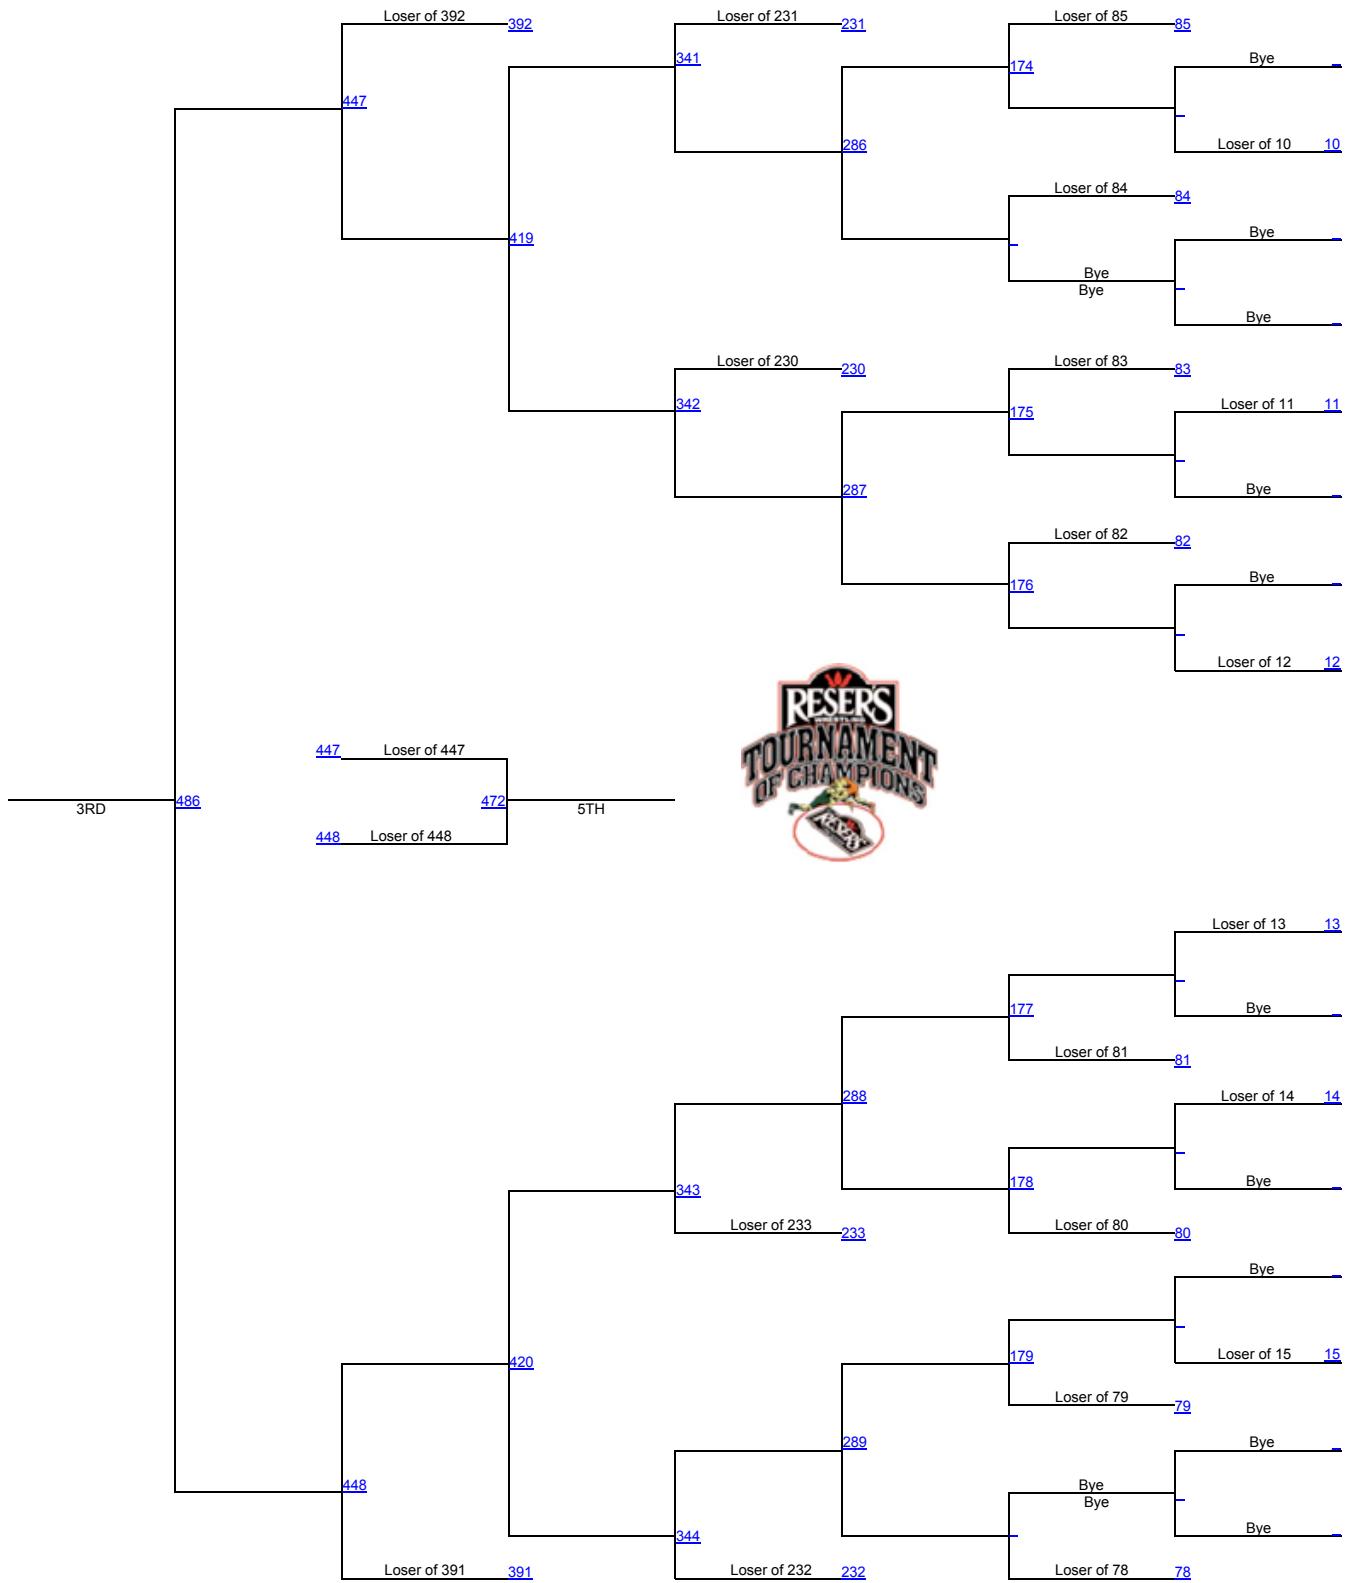 Loser of 392 392 Loser of 231 231 Loser of 85 85
341 174 Bye
447
286 Loser of 10 10
Loser of 84 84
419 Bye
Bye
Bye
Bye
Loser of 230 230 Loser of 83 83
342 175 Loser of 11 11
287 Bye
Loser of 82 82
176 Bye
Loser of 12 12
RESER'S
WRESTLING
TOURNAMENT
OF CHAMPIONS
RESER'S
447 Loser of 447
3RD 486 472 5TH
448 Loser of 448
Loser of 13 13
177 Bye
Loser of 81 81
288 Loser of 14 14
343 178 Bye
Loser of 233 233 Loser of 80 80
Bye
420 179 Loser of 15 15
Loser of 79 79
289 Bye
448 Bye
Bye
344 Bye
Loser of 391 391 Loser of 232 232 Loser of 78 78